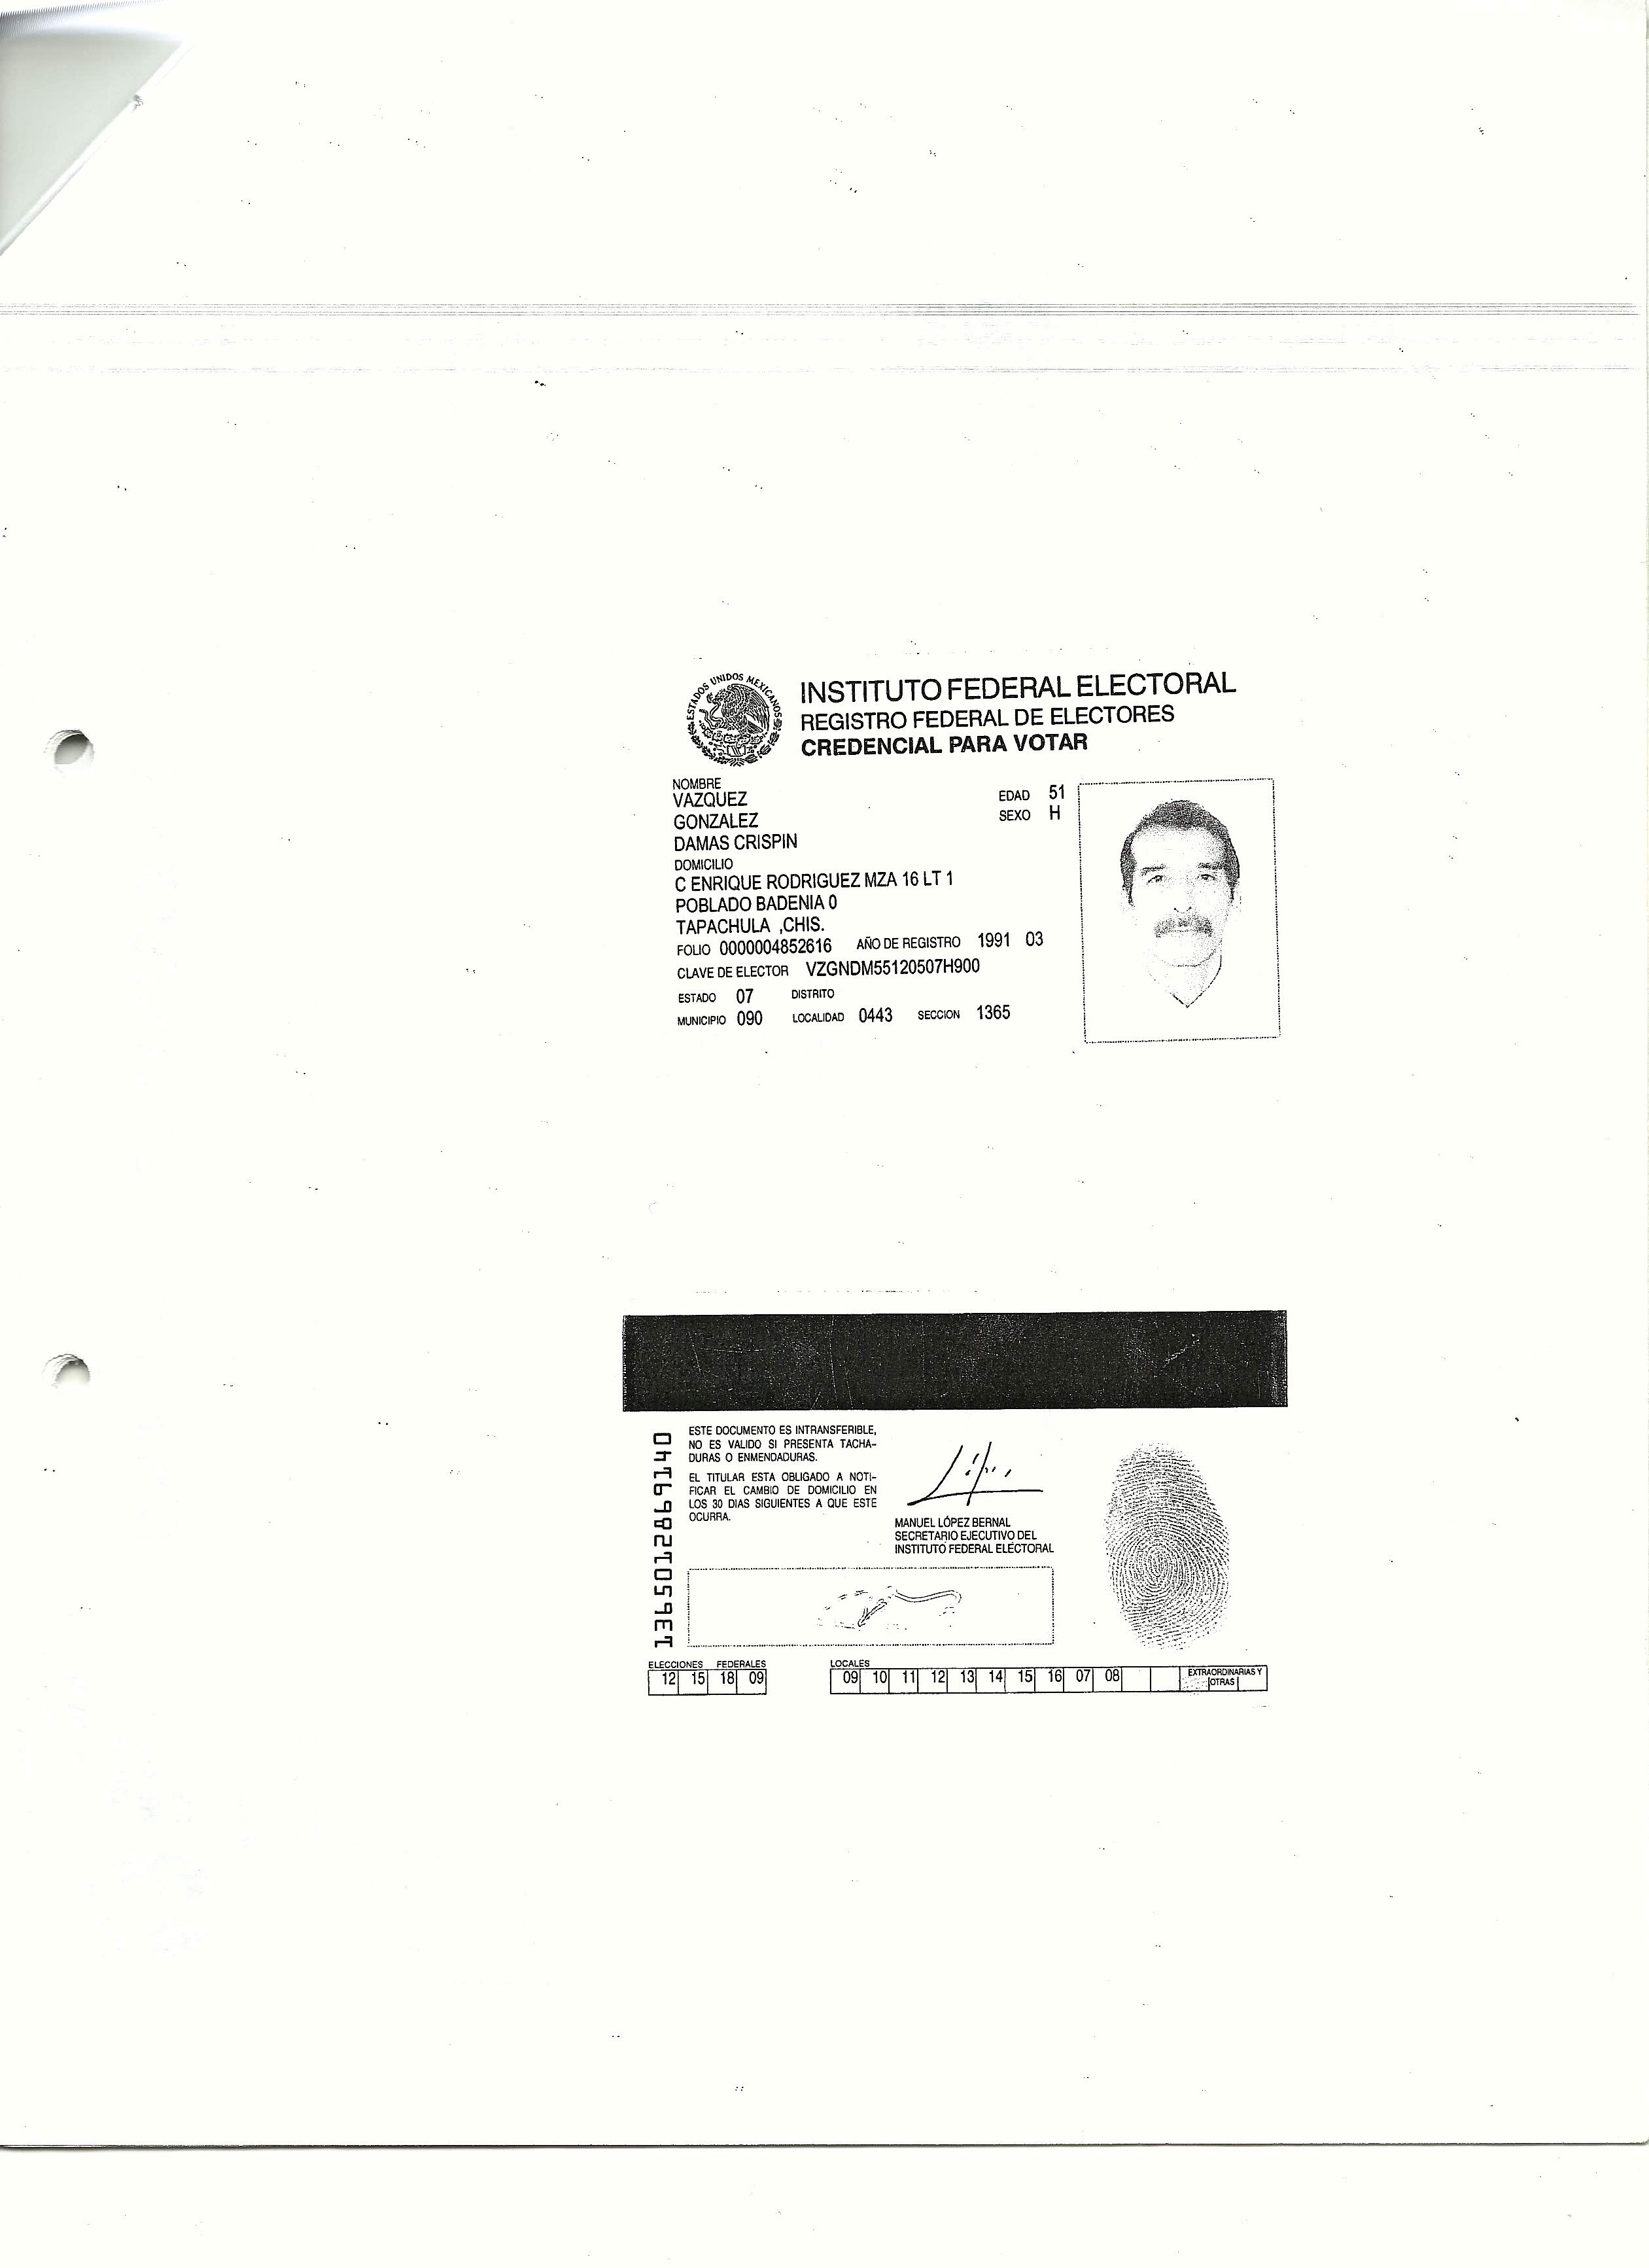 ESTADOS UNIDOS MEXICANOS
INSTITUTO FEDERAL ELECTORAL
REGISTRO FEDERAL DE ELECTORES
CREDENCIAL PARA VOTAR
NOMBRE
VAZQUEZ
GONZALEZ
DAMAS CRISPIN
EDAD 51
SEXO H
DOMICILIO
C ENRIQUE RODRIGUEZ MZA 16 LT 1
POBLADO BADENIA 0
TAPACHULA ,CHIS.
FOLIO 0000004852616 AÑO DE REGISTRO 1991 03
CLAVE DE ELECTOR VZGNDM55120507H900
ESTADO 07 DISTRITO
MUNICIPIO 090 LOCALIDAD 0443 SECCION 1365
1365012869140
ESTE DOCUMENTO ES INTRANSFERIBLE,
NO ES VALIDO SI PRESENTA TACHA-
DURAS O ENMENDADURAS.
EL TITULAR ESTA OBLIGADO A NOTI-
FICAR EL CAMBIO DE DOMICILIO EN
LOS 30 DIAS SIGUIENTES A QUE ESTE
OCURRA.
MANUEL LÓPEZ BERNAL
SECRETARIO EJECUTIVO DEL
INSTITUTO FEDERAL ELECTORAL
ELECCIONES FEDERALES
12 15 18 09
LOCALES
09 10 11 12 13 14 15 16 07 08
EXTRAORDINARIAS Y
OTRAS